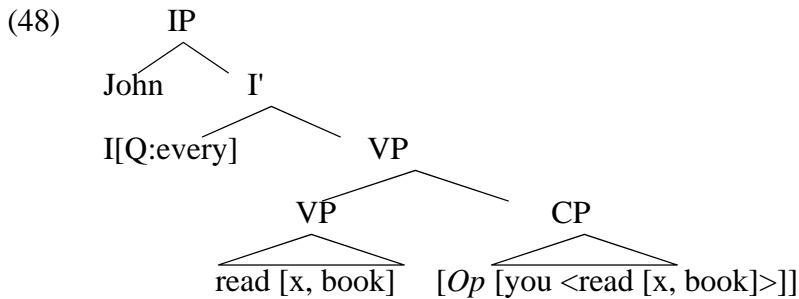 (48) IP
John I'
I[Q:every] VP
VP CP
read [x, book] [Op [you <read [x, book]>]]